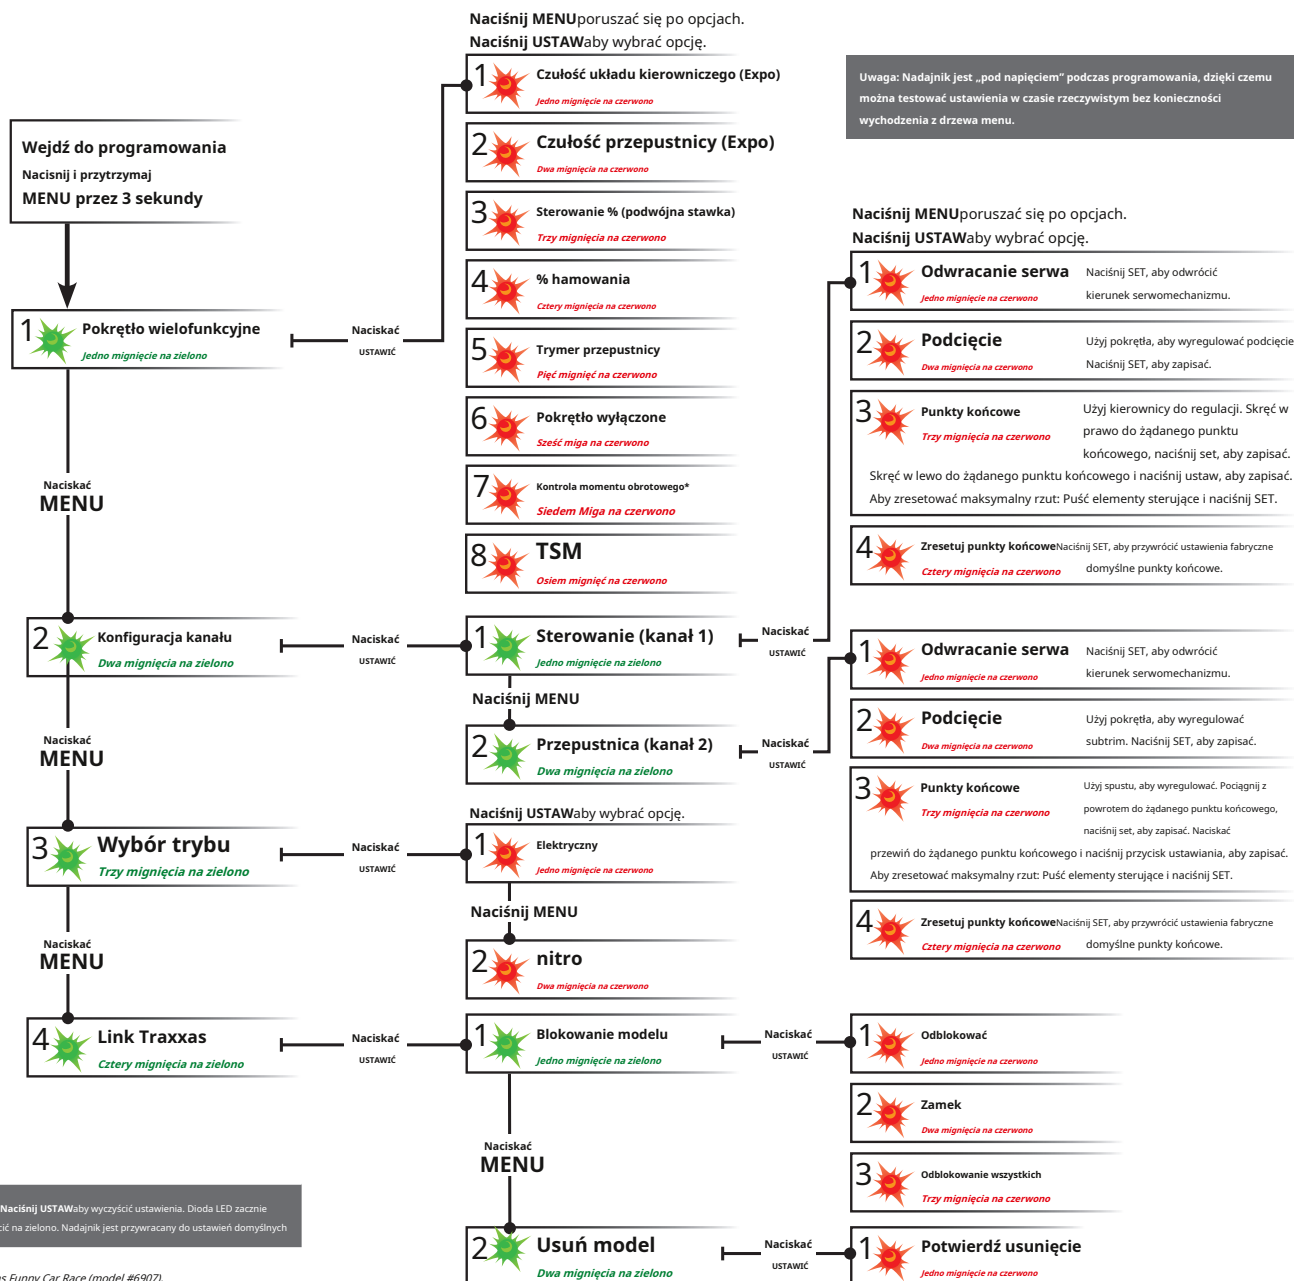 Naciśnij MENUporuszać się po opcjach.
Naciśnij USTAWaby wybrać opcję.
1 Czułość układu kierowniczego (Expo)
Jedno mignięcie na czerwono
2 Czułość przepustnicy (Expo)
Dwa mignięcia na czerwono
3 Sterowanie % (podwójna stawka)
Trzy mignięcia na czerwono
4 % hamowania
Cztery mignięcia na czerwono
5 Trymer przepustnicy
Pięć mignięć na czerwono
6 Pokrętło wyłączone
Sześć miga na czerwono
7 Kontrola momentu obrotowego*
Siedem Miga na czerwono
8 TSM
Osiem mignięć na czerwono
Uwaga: Nadajnik jest „pod napięciem” podczas programowania, dzięki czemu
można testować ustawienia w czasie rzeczywistym bez konieczności
wychodzenia z drzewa menu.
Wejdź do programowania
Nacisnij i przytrzymaj
MENU przez 3 sekundy
1 Pokrętło wielofunkcyjne
Jedno mignięcie na zielono
Naciskać
USTAWIĆ
Naciskać
MENU
2 Konfiguracja kanału
Dwa mignięcia na zielono
Naciskać
USTAWIĆ
1 Sterowanie (kanał 1)
Jedno mignięcie na zielono
Naciskać
USTAWIĆ
Naciśnij MENU
2 Przepustnica (kanał 2)
Dwa mignięcia na zielono
Naciskać
USTAWIĆ
Naciśnij MENUporuszać się po opcjach.
Naciśnij USTAWaby wybrać opcję.
1 Odwracanie serwa Naciśnij SET, aby odwrócić
Jedno mignięcie na czerwono kierunek serwomechanizmu.
2 Podcięcie Użyj pokrętła, aby wyregulować podcięcie
Dwa mignięcia na czerwono Naciśnij SET, aby zapisać.
3 Punkty końcowe Użyj kierownicy do regulacji. Skręć w
Trzy mignięcia na czerwono prawo do żądanego punktu
końcowego, naciśnij set, aby zapisać.
Skręć w lewo do żądanego punktu końcowego i naciśnij ustaw, aby zapisać.
Aby zresetować maksymalny rzut: Puść elementy sterujące i naciśnij SET.
4 Zresetuj punkty końcoweNaciśnij SET, aby przywrócić ustawienia fabryczne
Cztery mignięcia na czerwono domyślne punkty końcowe.
1 Odwracanie serwa Naciśnij SET, aby odwrócić
Jedno mignięcie na czerwono kierunek serwomechanizmu.
2 Podcięcie Użyj pokrętła, aby wyregulować
Dwa mignięcia na czerwono subtrim. Naciśnij SET, aby zapisać.
3 Punkty końcowe Użyj spustu, aby wyregulować. Pociągnij z
Trzy mignięcia na czerwono powrotem do żądanego punktu końcowego,
naciśnij set, aby zapisać. Naciskać
przewiń do żądanego punktu końcowego i naciśnij przycisk ustawiania, aby zapisać.
Aby zresetować maksymalny rzut: Puść elementy sterujące i naciśnij SET.
4 Zresetuj punkty końcoweNaciśnij SET, aby przywrócić ustawienia fabryczne
Cztery mignięcia na czerwono domyślne punkty końcowe.
Naciskać
MENU
3 Wybór trybu
Trzy mignięcia na zielono
Naciskać
USTAWIĆ
Naciśnij USTAWaby wybrać opcję.
1 Elektryczny
Jedno mignięcie na czerwono
Naciśnij MENU
2 nitro
Dwa mignięcia na czerwono
Naciskać
MENU
4 Link Traxxas
Cztery mignięcia na zielono
Naciskać
USTAWIĆ
1 Blokowanie modelu
Jedno mignięcie na zielono
Naciskać
USTAWIĆ
1 Odblokować
Jedno mignięcie na czerwono
2 Zamek
Dwa mignięcia na czerwono
3 Odblokowanie wszystkich
Trzy mignięcia na czerwono
Naciskać
MENU
2 Usuń model
Dwa mignięcia na zielono
Naciskać
USTAWIĆ
1 Potwierdź usunięcie
Jedno mignięcie na czerwono
Naciśnij USTAWaby wyczyścić ustawienia. Dioda LED zacznie
cić na zielono. Nadajnik jest przywracany do ustawień domyślnych
as Funny Car Race (model #6907).